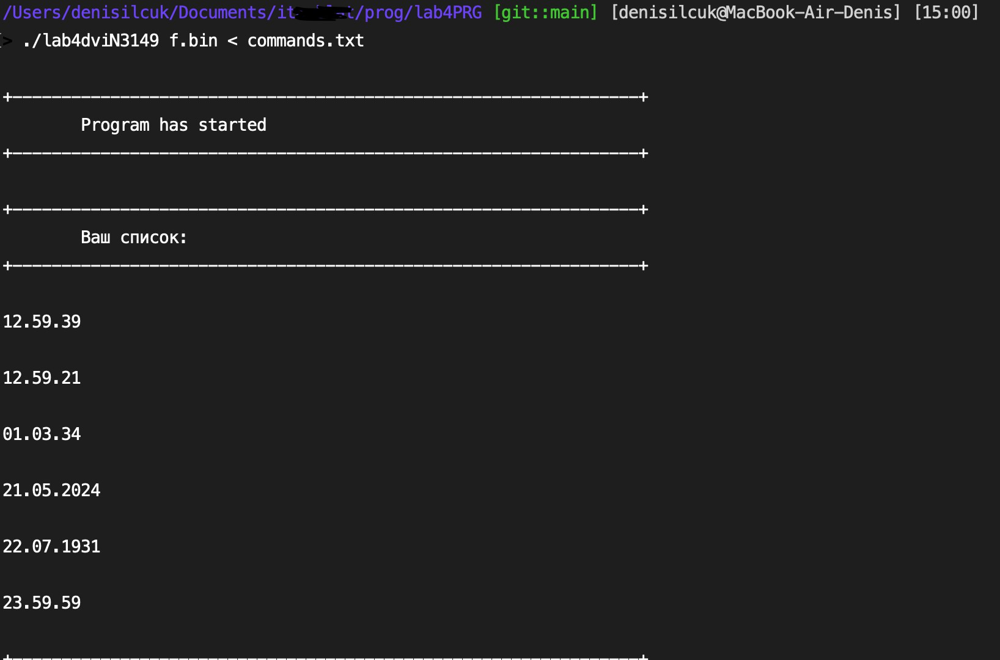 /Users/denisilcuk/Documents/ /prog/lab4PRG [git::main] [denisilcuk@MacBook-Air-Denis] [15:00]
> ./lab4dviN3149 f.bin < commands.txt
+----------------------------------------------------------------+
Program has started
+----------------------------------------------------------------+
+----------------------------------------------------------------+
Ваш список:
+----------------------------------------------------------------+
12.59.39
12.59.21
01.03.34
21.05.2024
22.07.1931
23.59.59
+----------------------------------------------------------------+